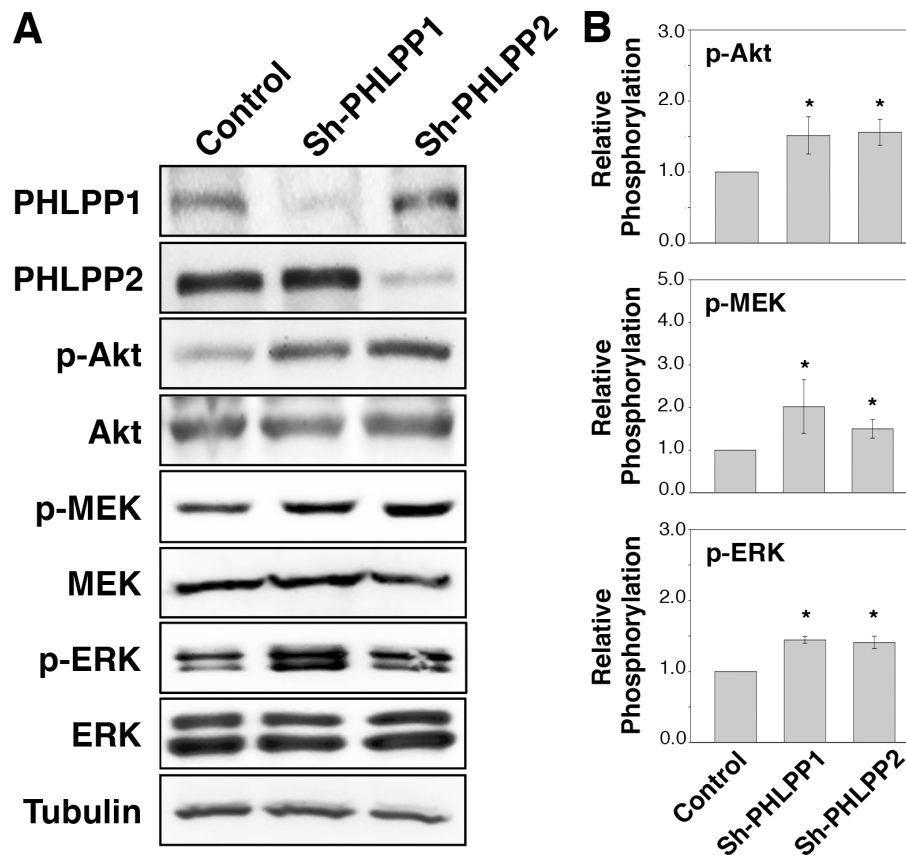 A
Control
Sh-PHLPP1
Sh-PHLPP2
PHLPP1
PHLPP2
p-Akt
Akt
p-MEK
MEK
p-ERK
ERK
Tubulin
B
Relative
Phosphorylation
3.0
2.0
1.0
0.0
p-Akt
*
*
Relative
Phosphorylation
5.0
4.0
3.0
2.0
1.0
0.0
p-MEK
*
*
Relative
Phosphorylation
3.0
2.0
1.0
0.0
p-ERK
*
*
Control
Sh-PHLPP1
Sh-PHLPP2